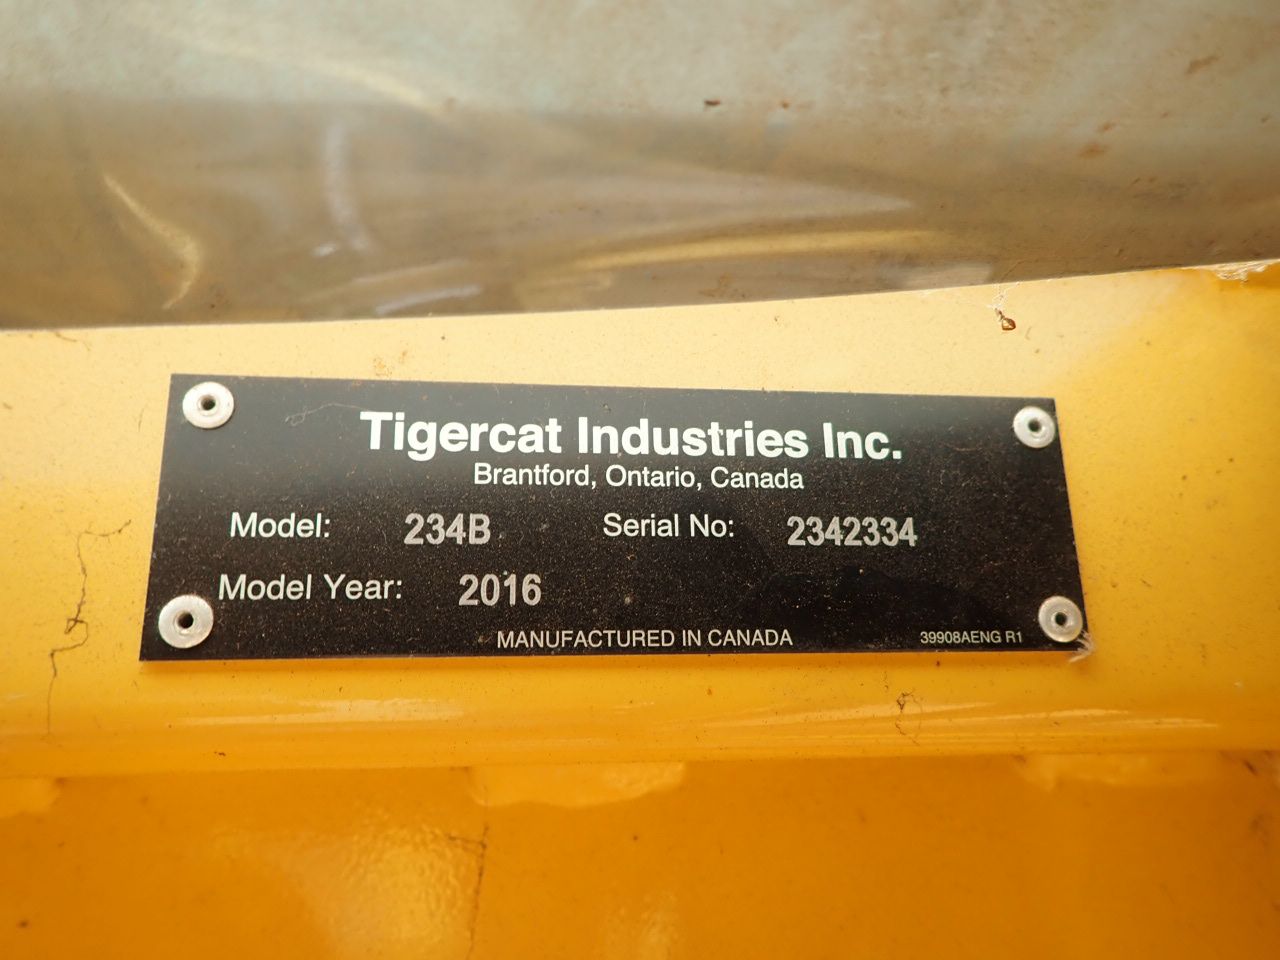 Tigercat Industries Inc.
Brantford, Ontario, Canada
Model: 234B Serial No: 2342334
Model Year: 2016
MANUFACTURED IN CANADA 39908AENG R1